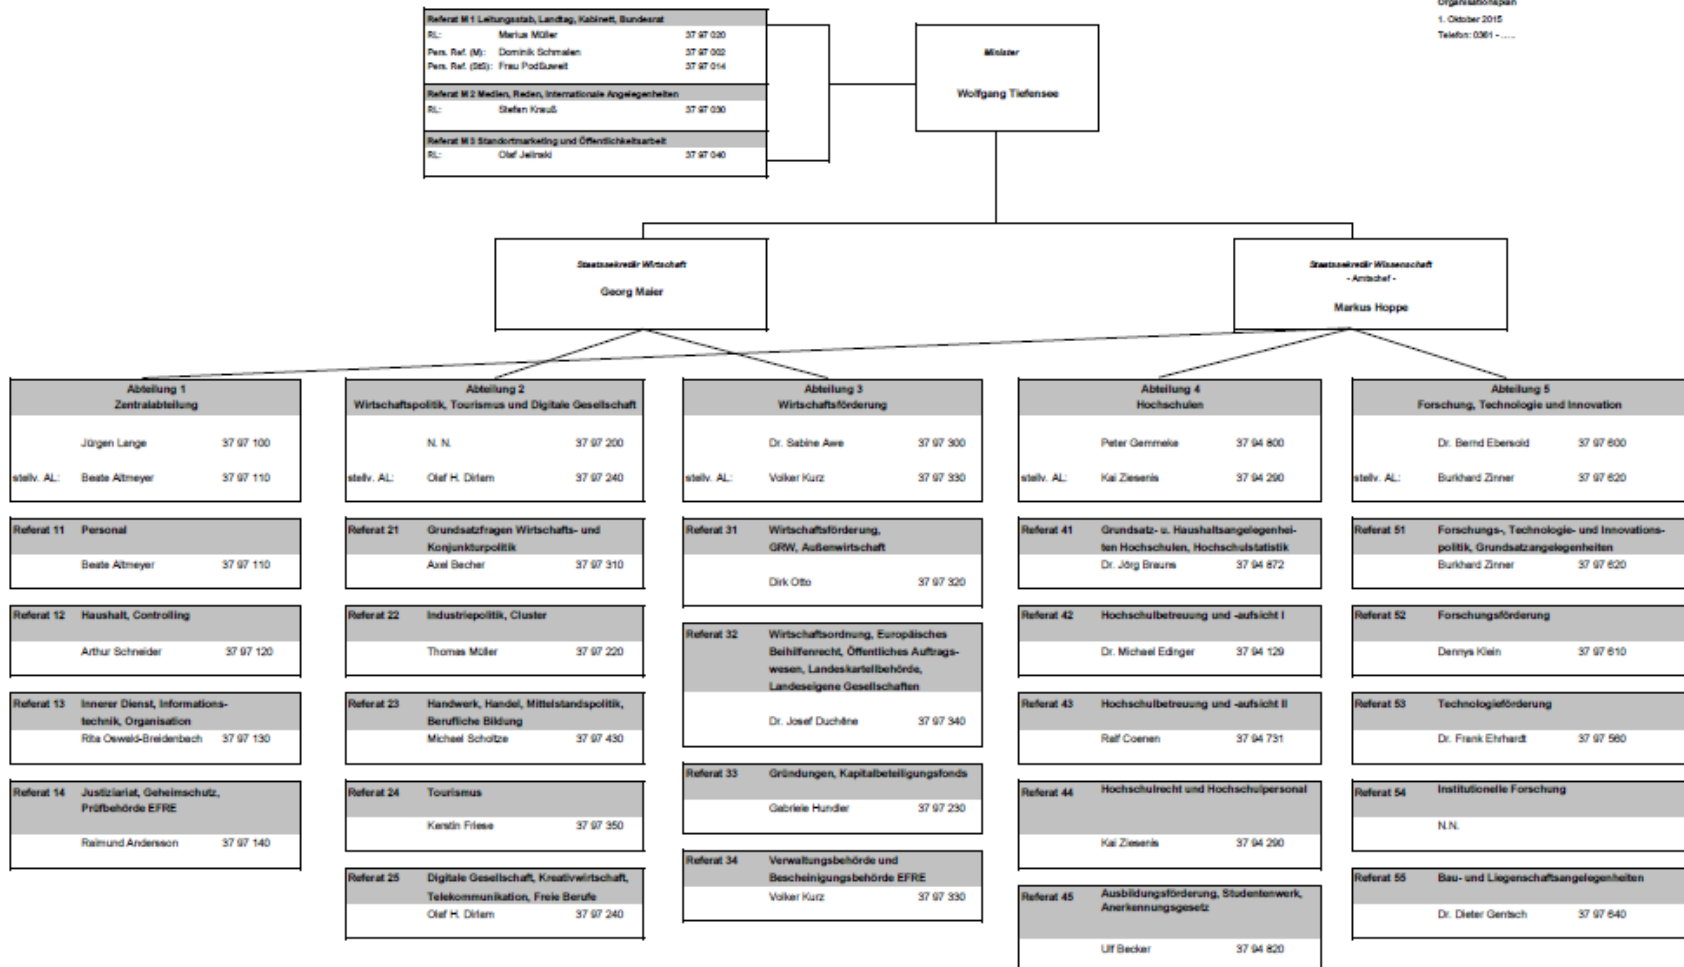 Organisationsplan
1. Oktober 2015
Telefon: 0361 - .....
Referat M 1 Leitungsstab, Landtag, Kabinett, Bundesrat
RL: Marius Müller 37 97 020
Pers. Ref. (M): Dominik Schmalen 37 97 002
Pers. Ref. (StS): Frau Podßuweit 37 97 014
Referat M 2 Medien, Reden, Internationale Angelegenheiten
RL: Stefan Krauß 37 97 030
Referat M 3 Standortmarketing und Öffentlichkeitsarbeit
RL: Olaf Jelinski 37 97 040
Minister
Wolfgang Tiefensee
Staatssekretär Wirtschaft
Georg Maier
Staatssekretär Wissenschaft
- Amtschef -
Markus Hoppe
Abteilung 1
Zentralabteilung
Jürgen Lange 37 97 100
stellv. AL: Beate Altmeyer 37 97 110
Referat 11 Personal
Beate Altmeyer 37 97 110
Referat 12 Haushalt, Controlling
Arthur Schneider 37 97 120
Referat 13 Innerer Dienst, Informations-
technik, Organisation
Rita Oswald-Breidenbach 37 97 130
Referat 14 Justiziariat, Geheimschutz,
Prüfbehörde EFRE
Raimund Andersson 37 97 140
Abteilung 2
Wirtschaftspolitik, Tourismus und Digitale Gesellschaft
N. N. 37 97 200
stellv. AL: Olaf H. Dirlam 37 97 240
Referat 21 Grundsatzfragen Wirtschafts- und
Konjunkturpolitik
Axel Becher 37 97 310
Referat 22 Industriepolitik, Cluster
Thomas Müller 37 97 220
Referat 23 Handwerk, Handel, Mittelstandspolitik,
Berufliche Bildung
Michael Scholtze 37 97 430
Referat 24 Tourismus
Kerstin Friese 37 97 350
Referat 25 Digitale Gesellschaft, Kreativwirtschaft,
Telekommunikation, Freie Berufe
Olaf H. Dirlam 37 97 240
Abteilung 3
Wirtschaftsförderung
Dr. Sabine Awe 37 97 300
stellv. AL: Volker Kurz 37 97 330
Referat 31 Wirtschaftsförderung,
GRW, Außenwirtschaft
Dirk Otto 37 97 320
Referat 32 Wirtschaftsordnung, Europäisches
Beihilfenrecht, Öffentliches Auftrags-
wesen, Landeskartellbehörde,
Landeseigene Gesellschaften
Dr. Josef Duchêne 37 97 340
Referat 33 Gründungen, Kapitalbeteiligungsfonds
Gabriele Hundler 37 97 230
Referat 34 Verwaltungsbehörde und
Bescheinigungsbehörde EFRE
Volker Kurz 37 97 330
Abteilung 4
Hochschulen
Peter Gemmeke 37 94 800
stellv. AL: Kai Ziesenis 37 94 290
Referat 41 Grundsatz- u. Haushaltsangelegenhei-
ten Hochschulen, Hochschulstatistik
Dr. Jörg Brauns 37 94 872
Referat 42 Hochschulbetreuung und -aufsicht I
Dr. Michael Edinger 37 94 129
Referat 43 Hochschulbetreuung und -aufsicht II
Ralf Coenen 37 94 731
Referat 44 Hochschulrecht und Hochschulpersonal
Kai Ziesenis 37 94 290
Referat 45 Ausbildungsförderung, Studentenwerk,
Anerkennungsgesetz
Ulf Becker 37 94 820
Abteilung 5
Forschung, Technologie und Innovation
Dr. Bernd Ebersold 37 97 600
stellv. AL: Burkhard Zinner 37 97 620
Referat 51 Forschungs-, Technologie- und Innovations-
politik, Grundsatzangelegenheiten
Burkhard Zinner 37 97 620
Referat 52 Forschungsförderung
Dennys Klein 37 97 610
Referat 53 Technologieförderung
Dr. Frank Ehrhardt 37 97 560
Referat 54 Institutionelle Forschung
N.N.
Referat 55 Bau- und Liegenschaftsangelegenheiten
Dr. Dieter Gentsch 37 97 640